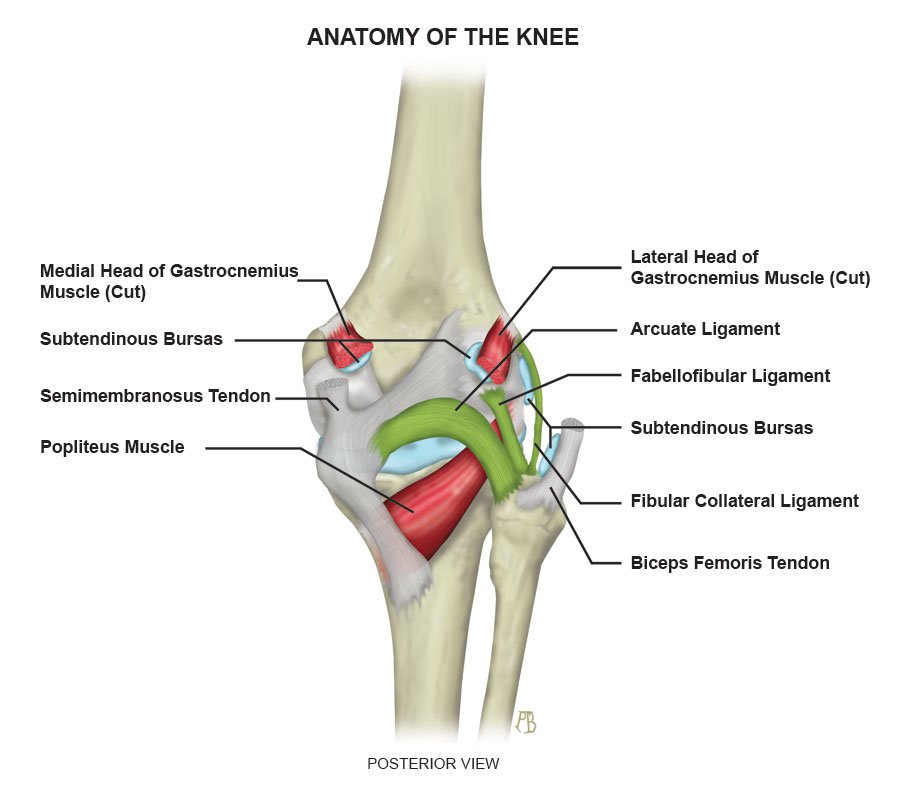 ANATOMY OF THE KNEE
Medial Head of Gastrocnemius
Muscle (Cut)
Subtendinous Bursas
Semimembranosus Tendon
Popliteus Muscle
Lateral Head of
Gastrocnemius Muscle (Cut)
Arcuate Ligament
Fabellofibular Ligament
Subtendinous Bursas
Fibular Collateral Ligament
Biceps Femoris Tendon
POSTERIOR VIEW